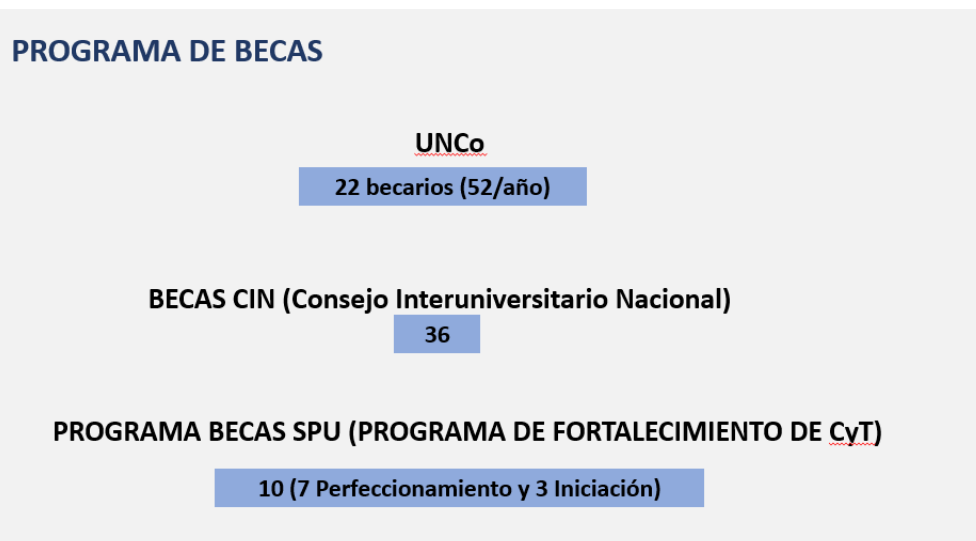 PROGRAMA DE BECAS
UNCo
22 becarios (52/año)
BECAS CIN (Consejo Interuniversitario Nacional)
36
PROGRAMA BECAS SPU (PROGRAMA DE FORTALECIMIENTO DE CyT)
10 (7 Perfeccionamiento y 3 Iniciación)